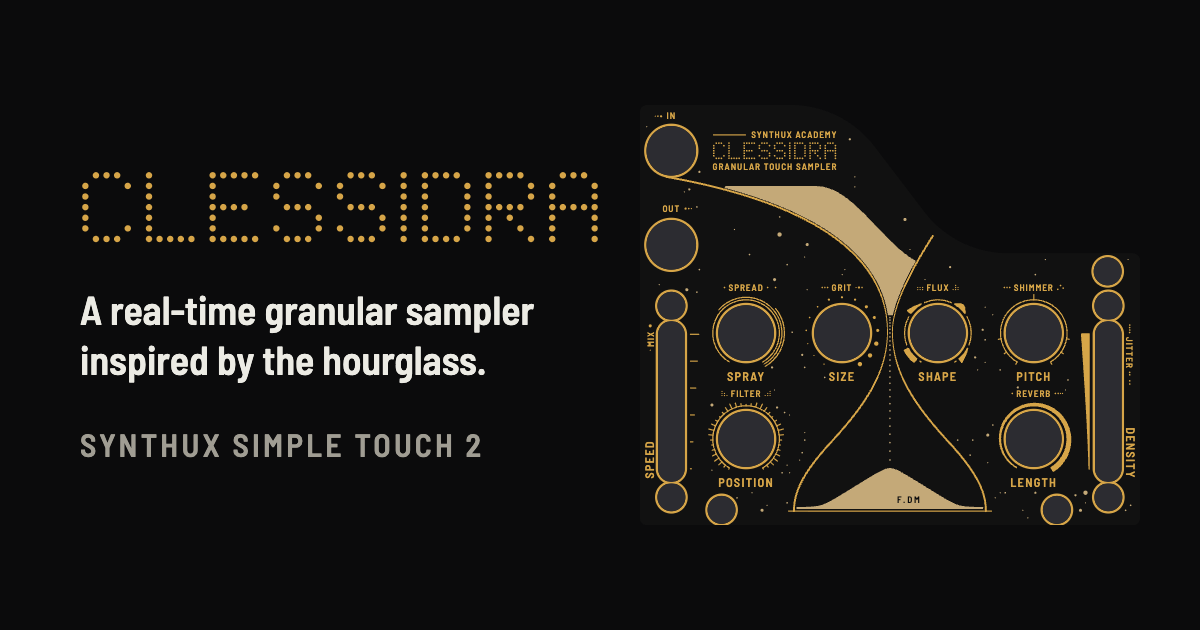 CLESSIDRA
A real-time granular sampler
inspired by the hourglass.
SYNTHUX SIMPLE TOUCH 2
IN
SYNTHUX ACADEMY
CLESSIDRA
GRANULAR TOUCH SAMPLER
OUT
SPREAD
GRIT
FLUX
SHIMMER
MIX
JITTER
SPRAY
SIZE
SHAPE
PITCH
FILTER
REVERB
SPEED
DENSITY
POSITION
LENGTH
F.DM